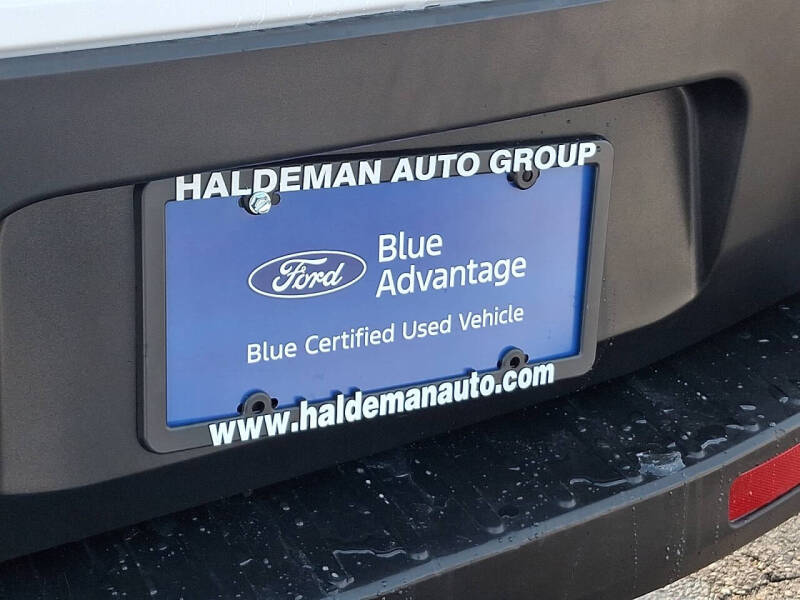 HALDEMAN AUTO GROUP
Ford
Blue
Advantage
Blue Certified Used Vehicle
www.haldemanauto.com